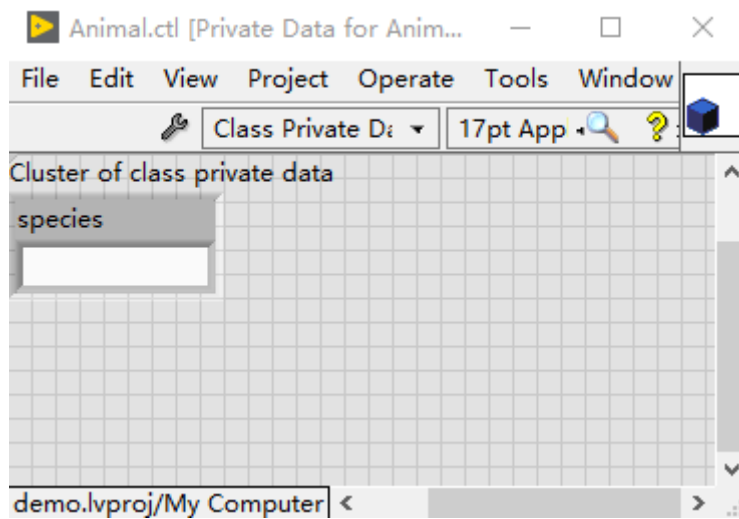 Animal.ctl [Private Data for Anim...
File Edit View Project Operate Tools Window
Class Private Da 17pt App
Cluster of class private data
species
demo.lvproj/My Computer